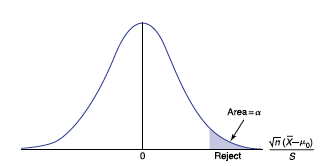 Area = α
0
Reject
√n (X̄ − μ₀)
S